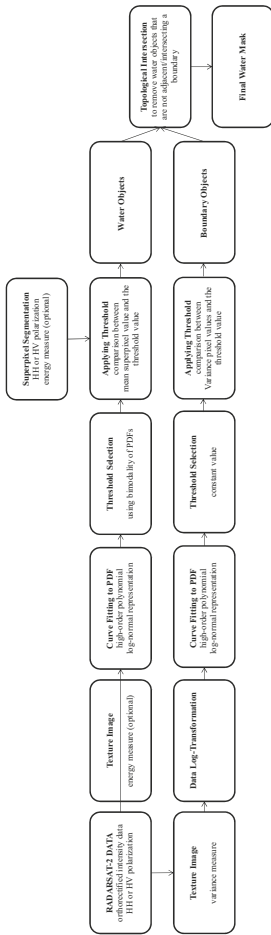 RADARSAT-2 DATA
orthorectified intensity data
HH or HV polarization
Texture Image
energy measure (optional)
Curve Fitting to PDF
high-order polynomial
log-normal representation
Threshold Selection
using bimodality of PDFs
Superpixel Segmentation
HH or HV polarization
energy measure (optional)
Applying Threshold
comparison between
mean superpixel value and the
threshold value
Water Objects
Texture Image
variance measure
Data Log-Transformation
Curve Fitting to PDF
high-order polynomial
log-normal representation
Threshold Selection
constant value
Applying Threshold
comparison between
Variance pixel values and the
threshold value
Boundary Objects
Topological Intersection
to remove water objects that
are not adjacent/intersecting a
boundary
Final Water Mask